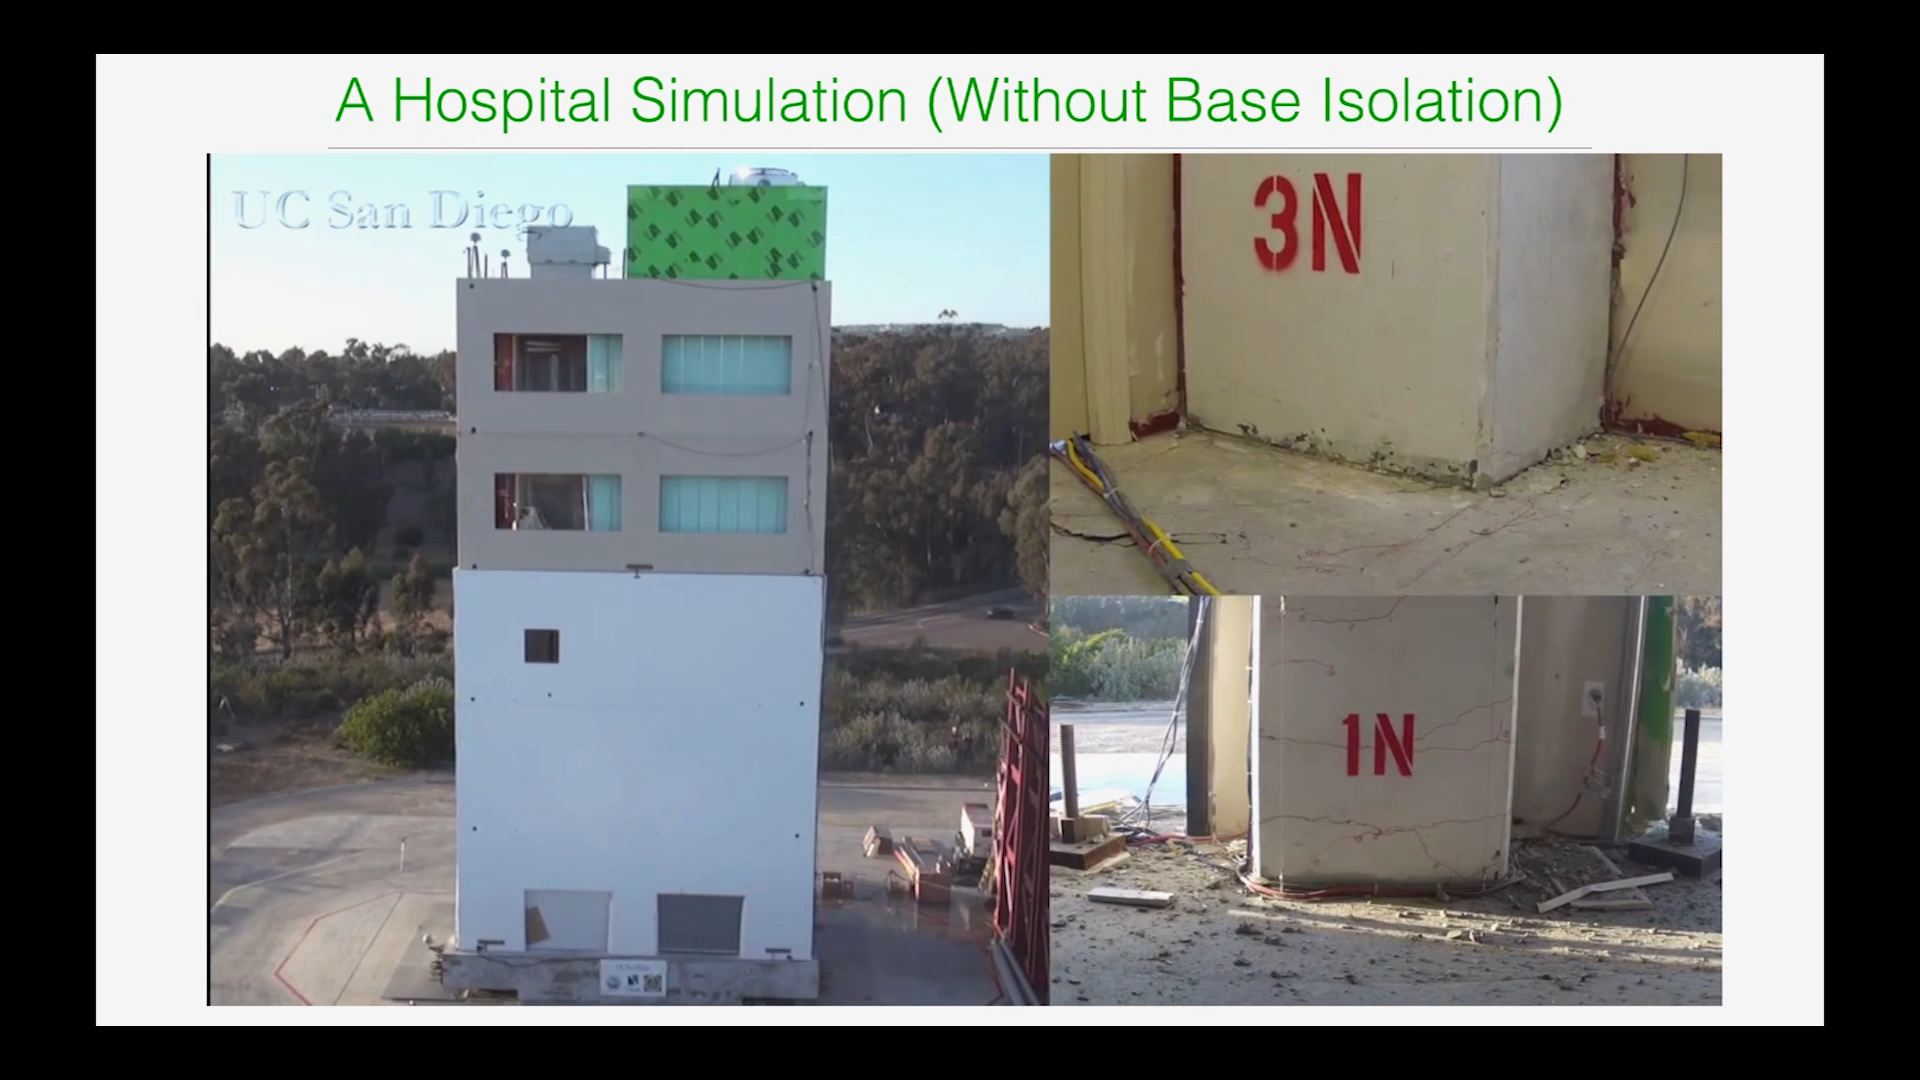 A Hospital Simulation (Without Base Isolation)
UC San Diego
3N
1N